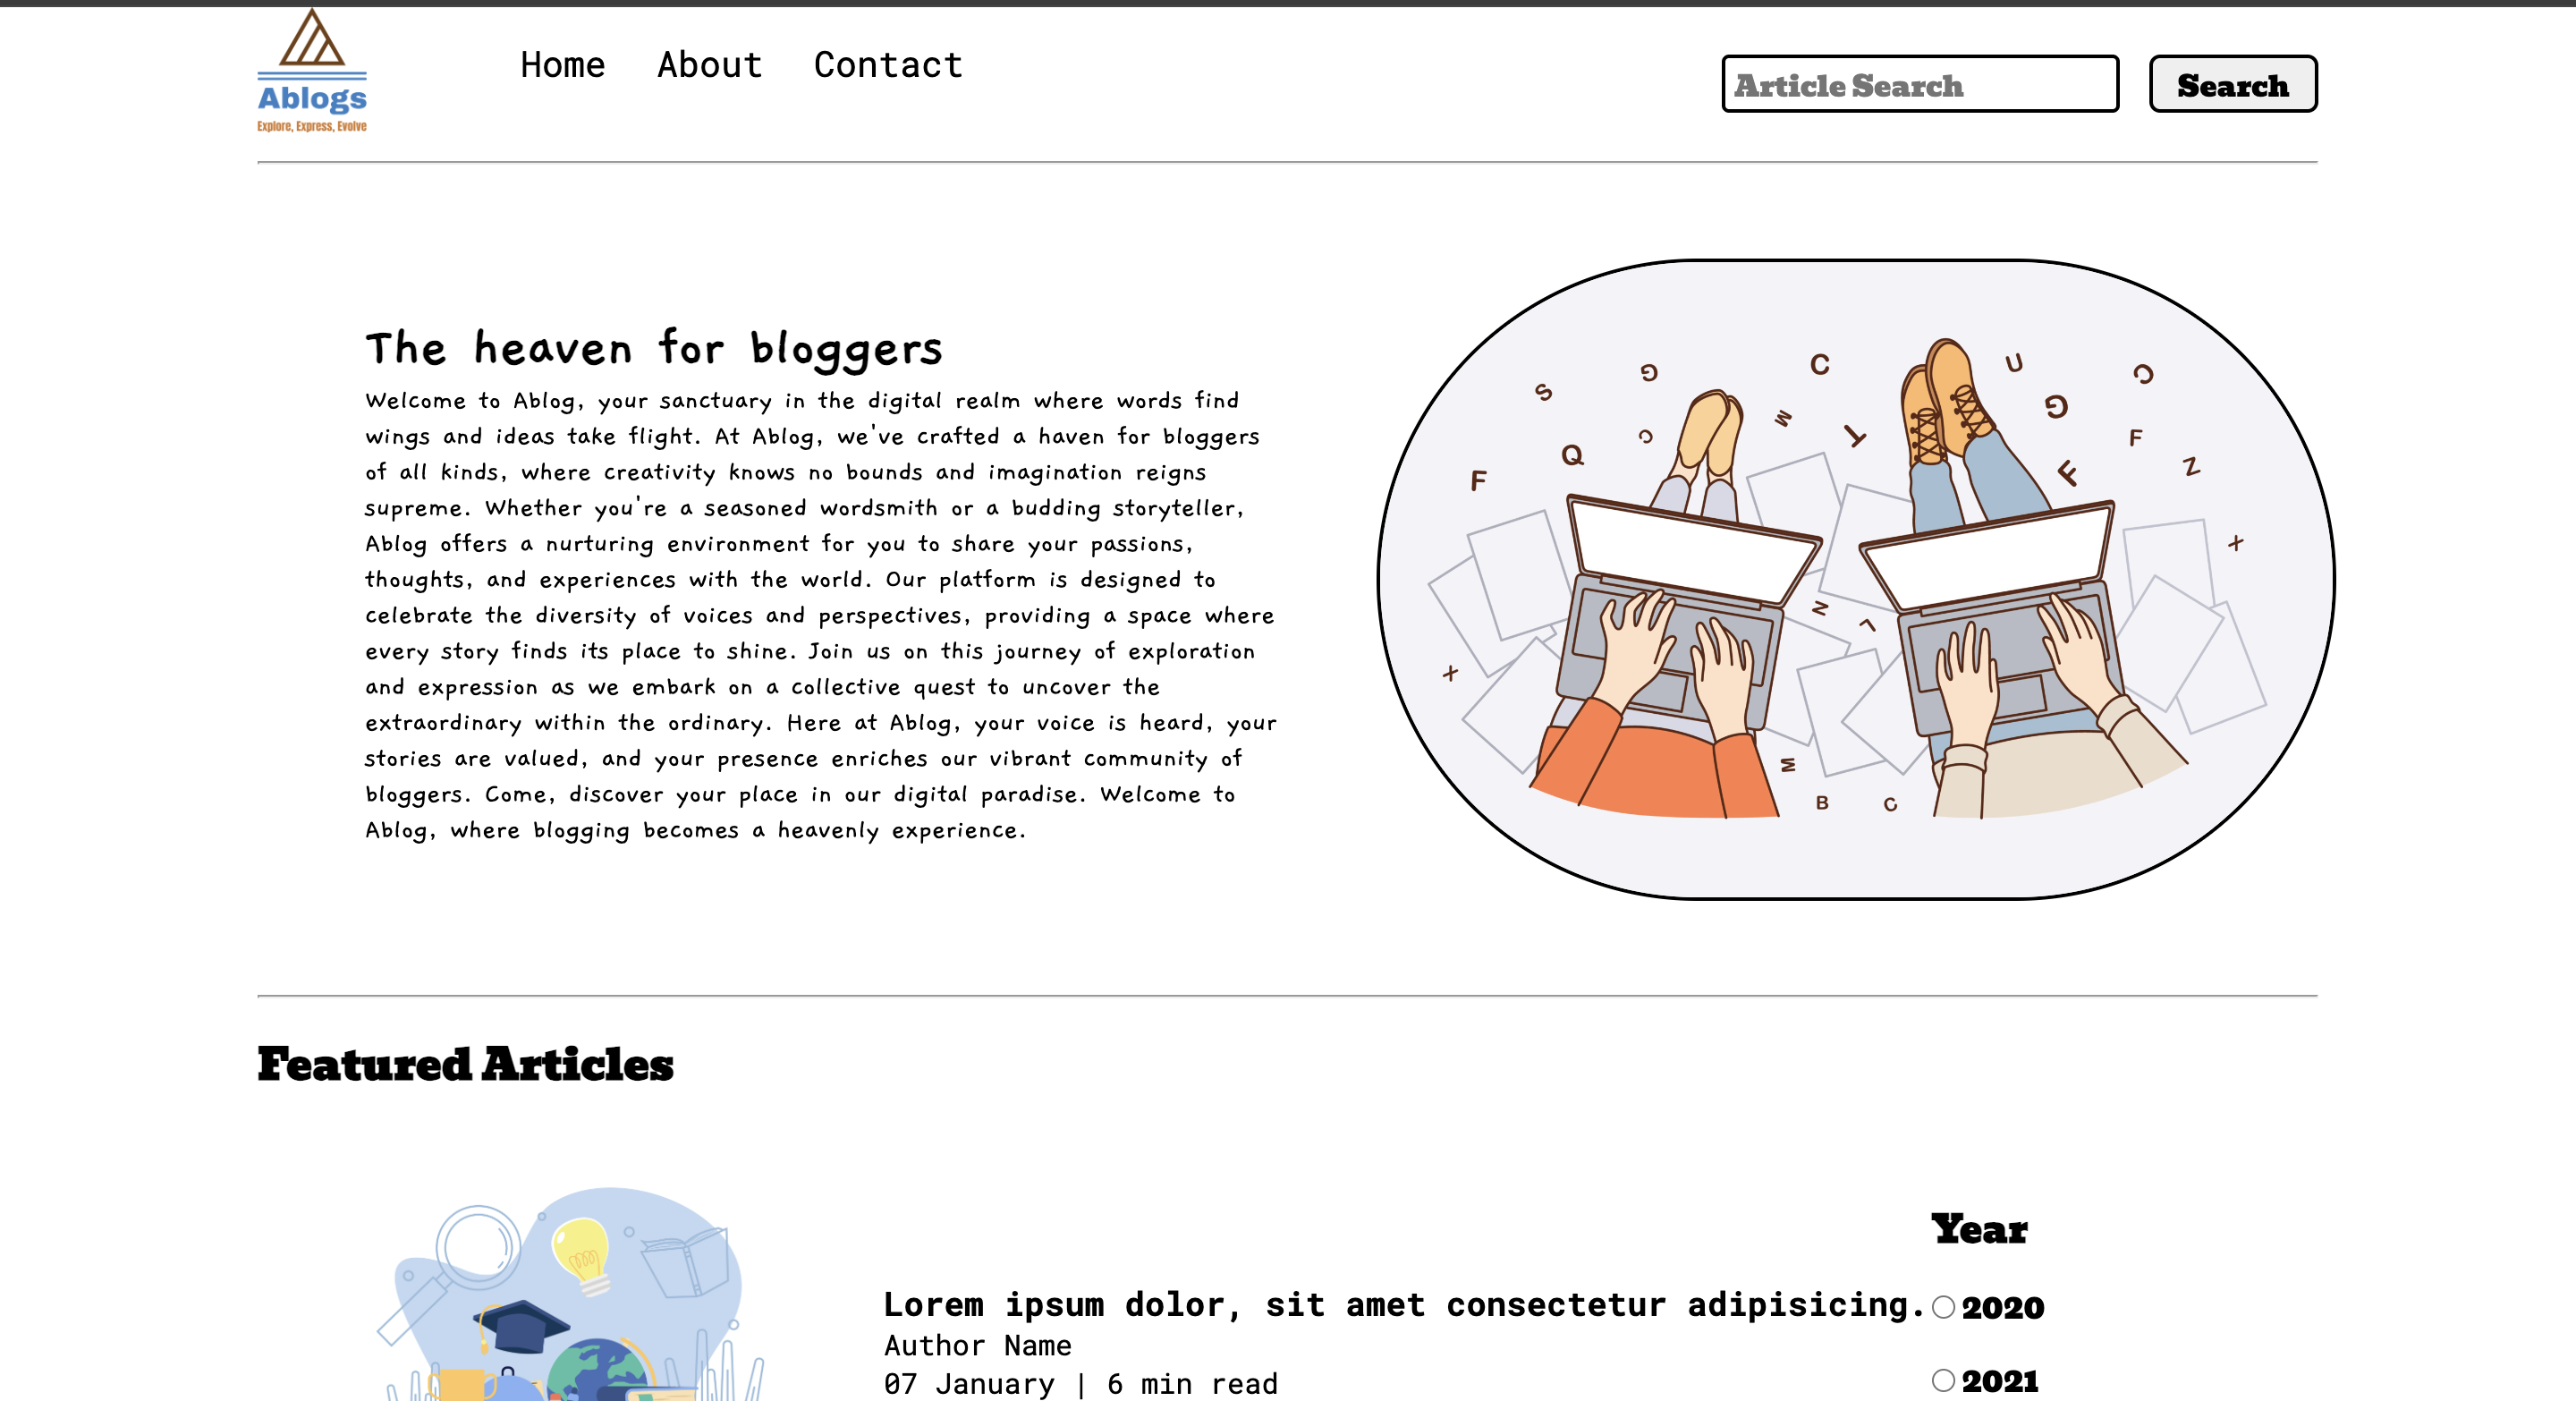 Ablogs
Explore, Express, Evolve
Home About Contact
Article Search
Search
The heaven for bloggers
Welcome to Ablog, your sanctuary in the digital realm where words find
wings and ideas take flight. At Ablog, we've crafted a haven for bloggers
of all kinds, where creativity knows no bounds and imagination reigns
supreme. Whether you're a seasoned wordsmith or a budding storyteller,
Ablog offers a nurturing environment for you to share your passions,
thoughts, and experiences with the world. Our platform is designed to
celebrate the diversity of voices and perspectives, providing a space where
every story finds its place to shine. Join us on this journey of exploration
and expression as we embark on a collective quest to uncover the
extraordinary within the ordinary. Here at Ablog, your voice is heard, your
stories are valued, and your presence enriches our vibrant community of
bloggers. Come, discover your place in our digital paradise. Welcome to
Ablog, where blogging becomes a heavenly experience.
S G C U C
M G
Q C T F
F F Z
X
N
L
X
M
B C
Featured Articles
Lorem ipsum dolor, sit amet consectetur adipisicing.
Author Name
07 January | 6 min read
Year
2020
2021